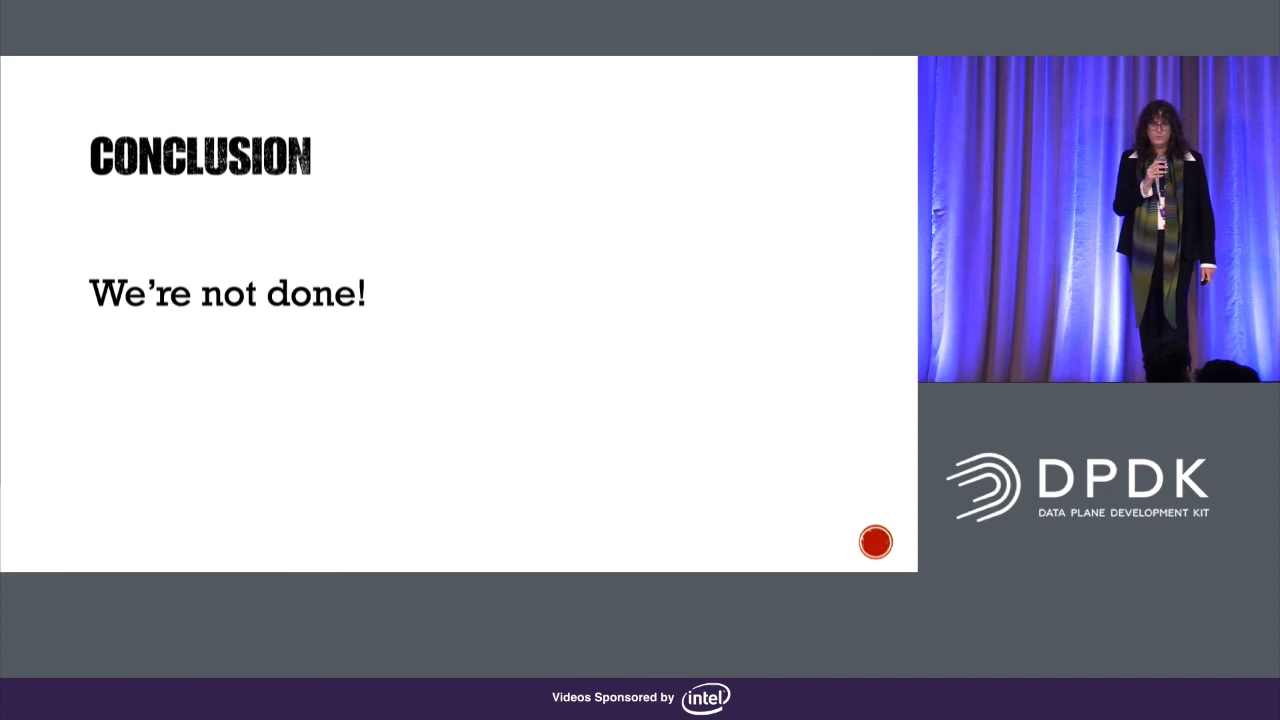 CONCLUSION
We're not done!
DPDK
DATA PLANE DEVELOPMENT KIT
Videos Sponsored by intel